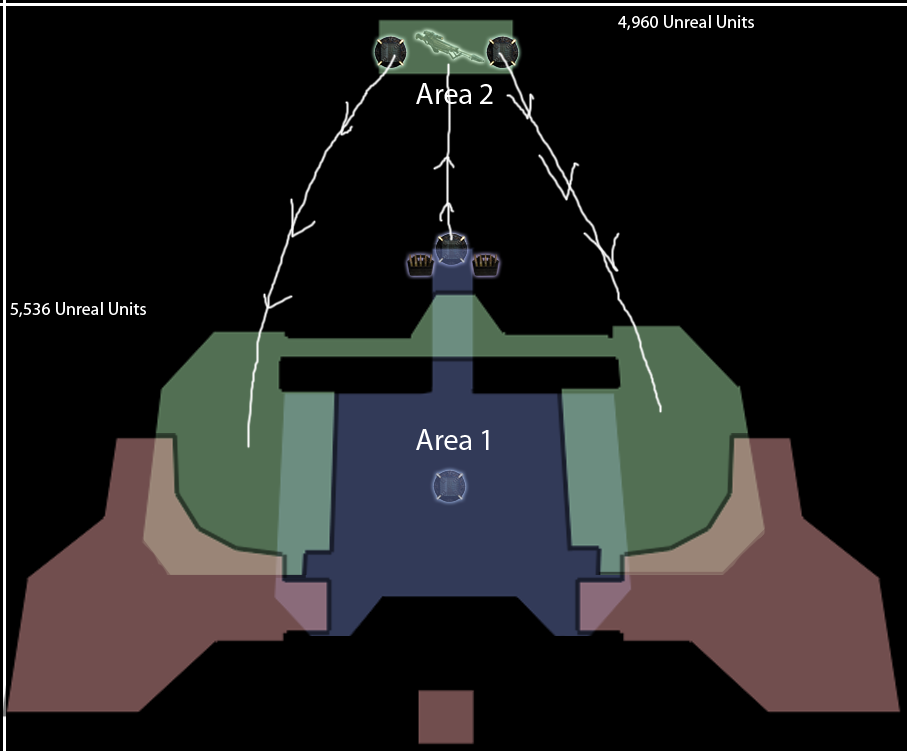 4,960 Unreal Units
Area 2
5,536 Unreal Units
Area 1